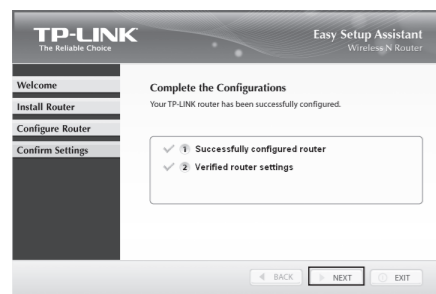 TP-LINK
The Reliable Choice
Easy Setup Assistant
Wireless N Router
Welcome
Install Router
Configure Router
Confirm Settings
Complete the Configurations
Your TP-LINK router has been successfully configured.
1 Successfully configured router
2 Verified router settings
BACK
NEXT
EXIT